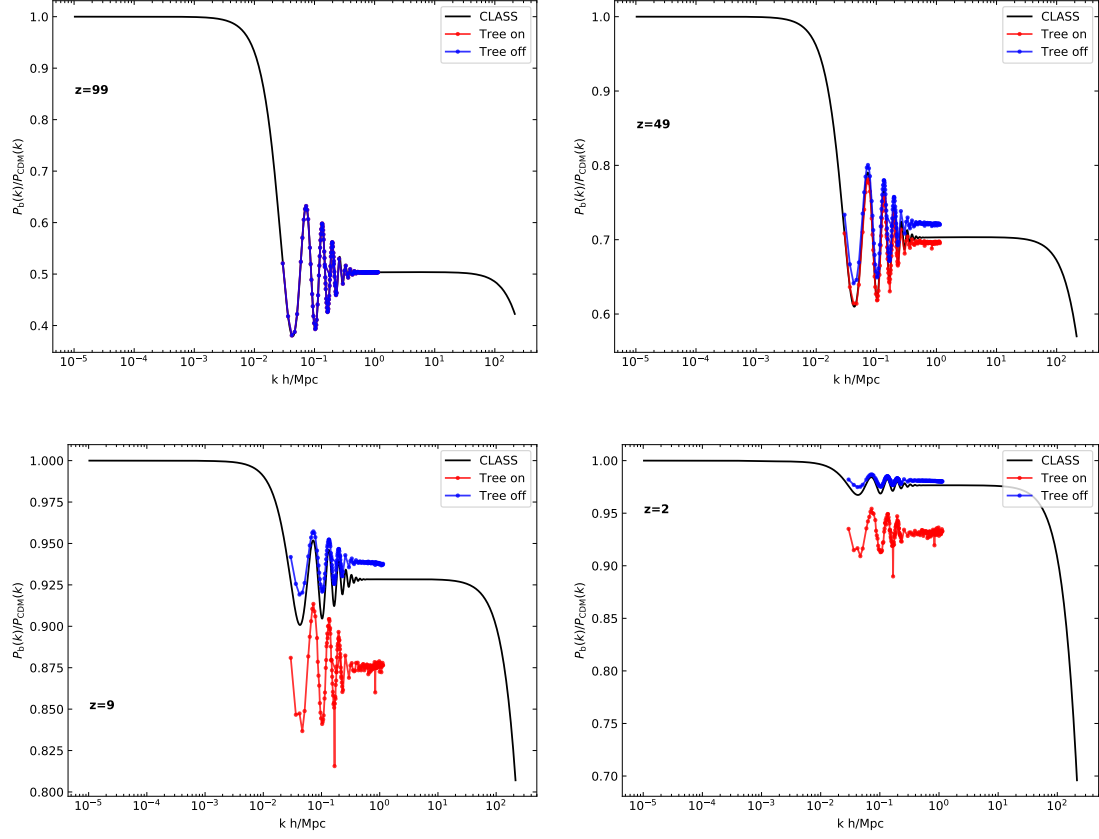 1.0
0.9
0.8
0.7
0.6
0.5
0.4
P_b(k)/P_CDM(k)
z=99
CLASS
Tree on
Tree off
10^−5 10^−4 10^−3 10^−2 10^−1 10^0 10^1 10^2
k h/Mpc
1.0
0.9
0.8
0.7
0.6
P_b(k)/P_CDM(k)
z=49
CLASS
Tree on
Tree off
10^−5 10^−4 10^−3 10^−2 10^−1 10^0 10^1 10^2
k h/Mpc
1.000
0.975
0.950
0.925
0.900
0.875
0.850
0.825
0.800
P_b(k)/P_CDM(k)
z=9
CLASS
Tree on
Tree off
10^−5 10^−4 10^−3 10^−2 10^−1 10^0 10^1 10^2
k h/Mpc
1.00
0.95
0.90
0.85
0.80
0.75
0.70
P_b(k)/P_CDM(k)
z=2
CLASS
Tree on
Tree off
10^−5 10^−4 10^−3 10^−2 10^−1 10^0 10^1 10^2
k h/Mpc